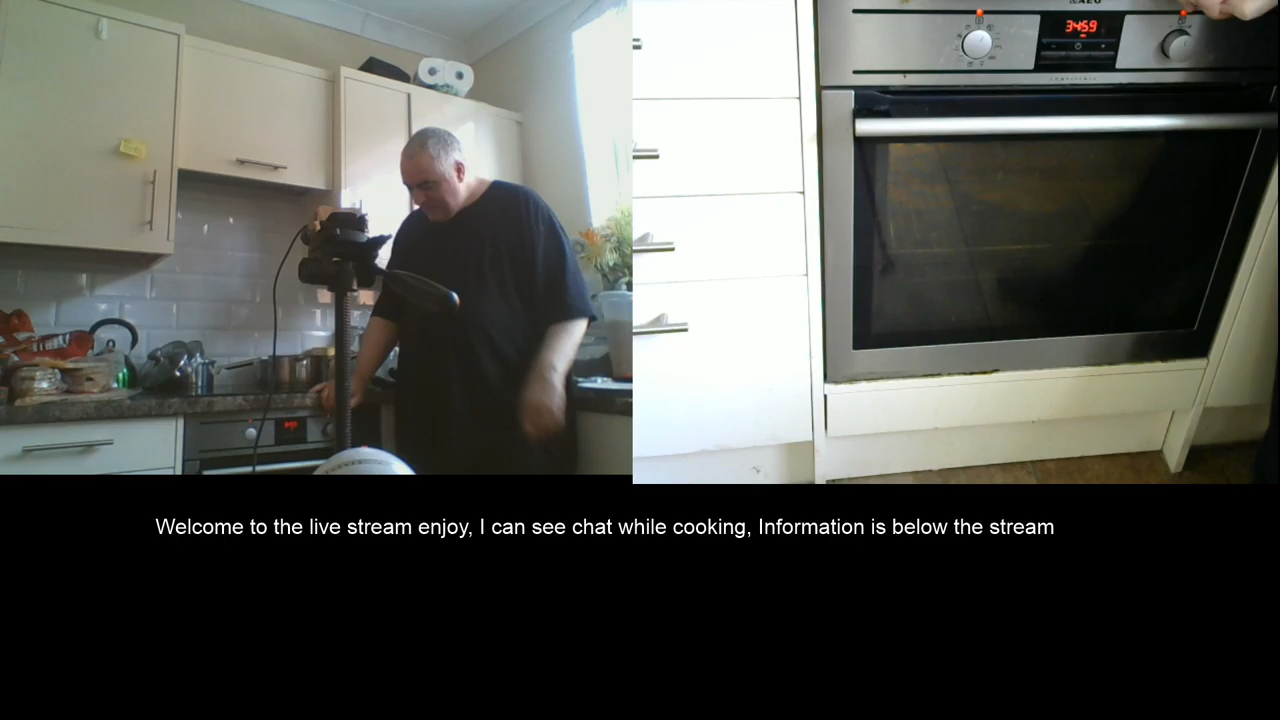 AEG
34:59
Welcome to the live stream enjoy, I can see chat while cooking, Information is below the stream